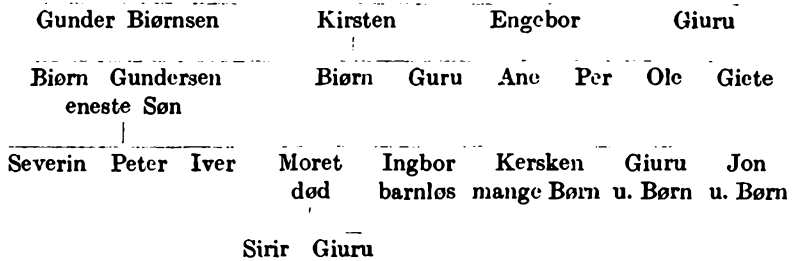 Gunder Biørnsen Kirsten Engebor Giuru
Biørn Gundersen Biørn Guru Ane Per Ole Giete
eneste Søn
Severin Peter Iver Moret Ingbor Kersken Giuru Jon
død barnløs mange Børn u. Børn u. Børn
Sirir Giuru